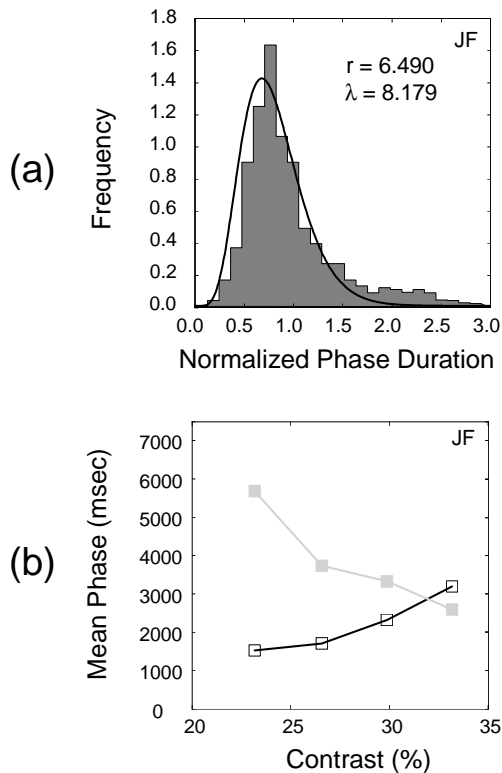 (a)
Frequency
1.8
1.6
1.4
1.2
1.0
0.8
0.6
0.4
0.2
0.0
JF
r = 6.490
λ = 8.179
0.0 0.5 1.0 1.5 2.0 2.5 3.0
Normalized Phase Duration
(b)
Mean Phase (msec)
7000
6000
5000
4000
3000
2000
1000
0
JF
20 25 30 35
Contrast (%)